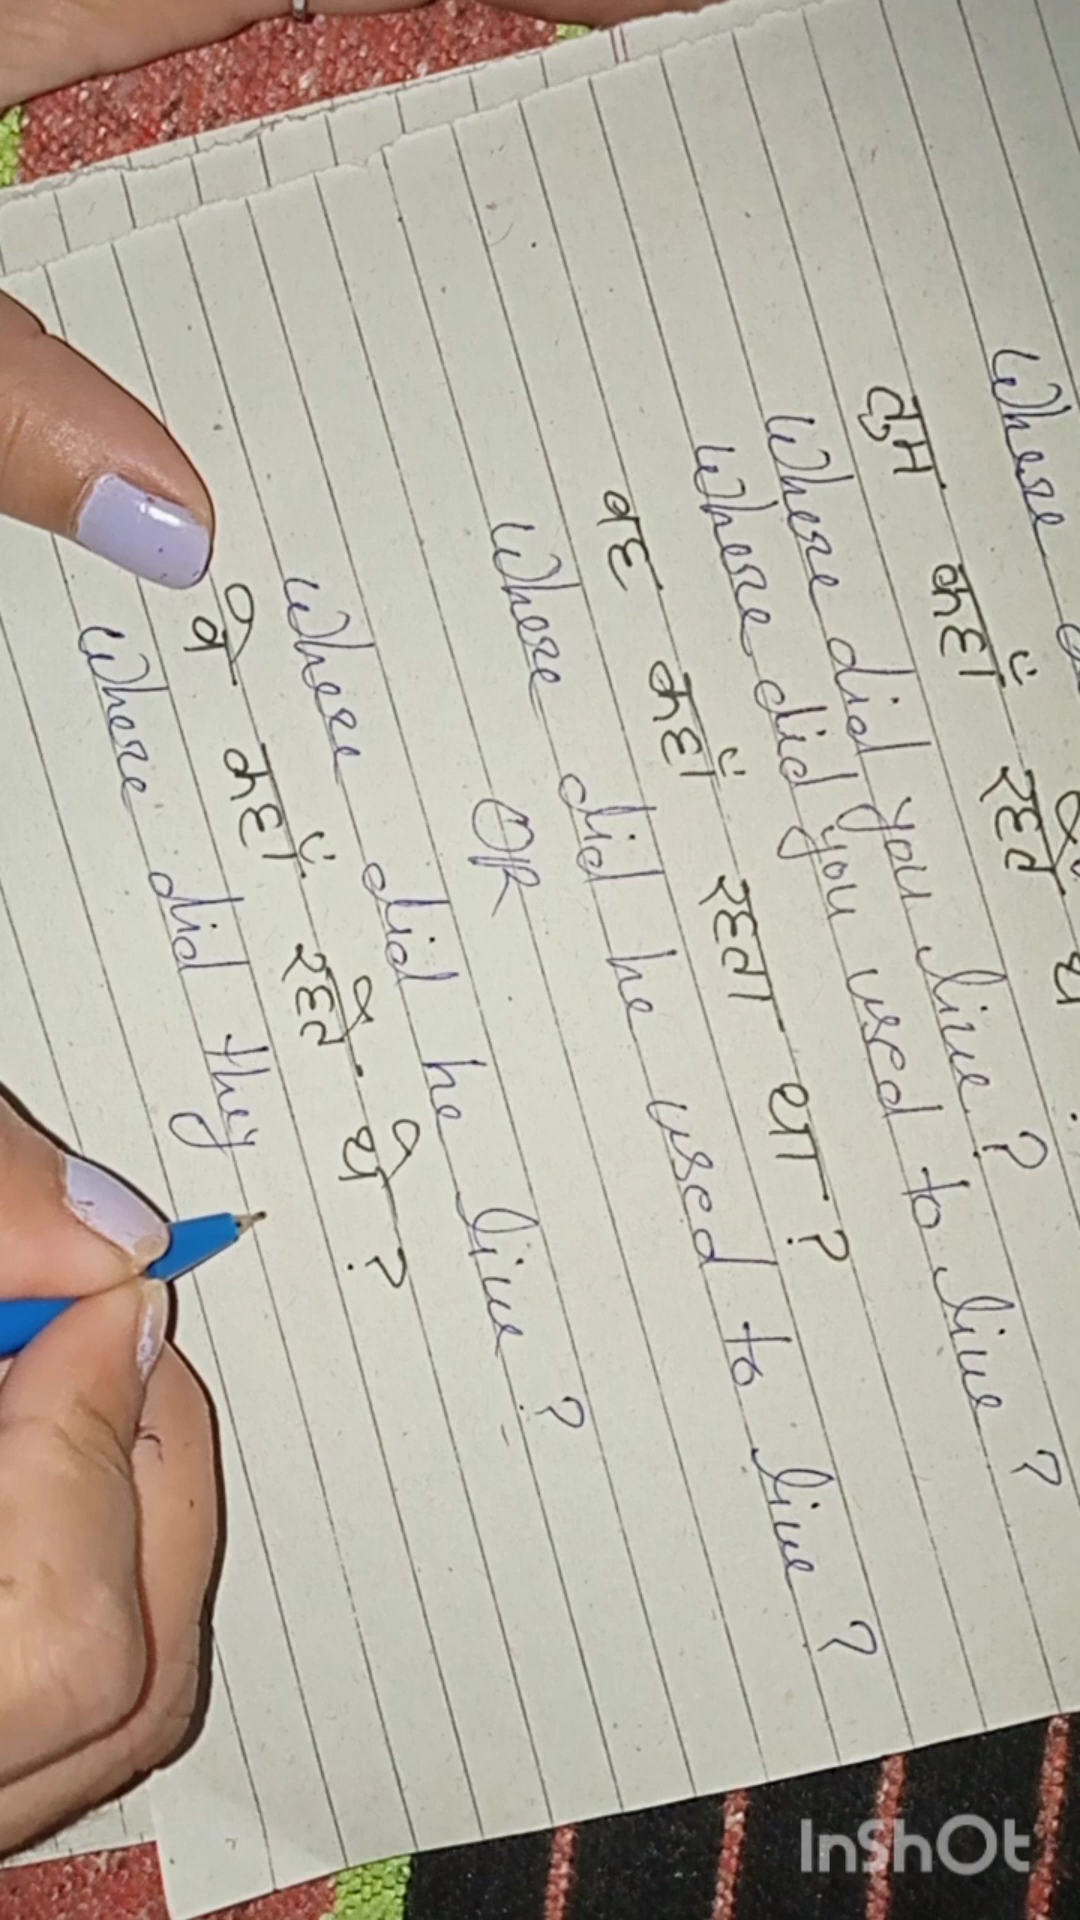 Where
रहते थे
तुम कहाँ रहते
Where did you live?
Where did you used to live?
वह कहाँ रहता था?
Where did he used to live?
OR
Where did he live?
वे कहाँ रहते थे?
Where did they
InShOt